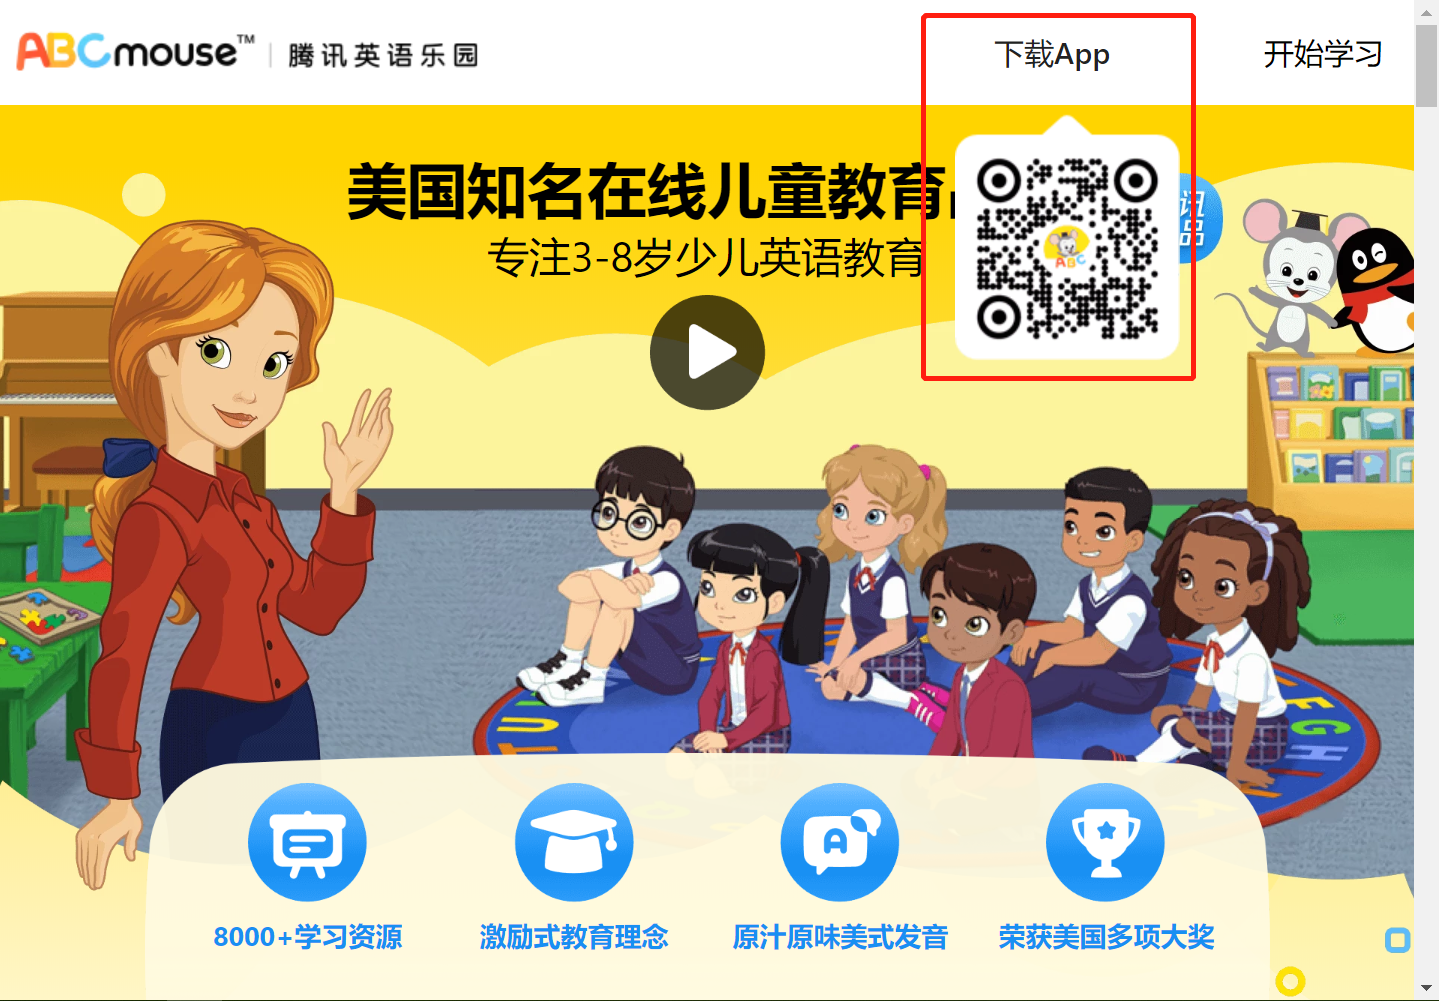 ABCmouse™ | 腾讯英语乐园
下载App
开始学习
美国知名在线儿童教育
讯
品
专注3-8岁少儿英语教育
ABC
U
T
F
G
H
I
A
8000+学习资源
激励式教育理念
原汁原味美式发音
荣获美国多项大奖